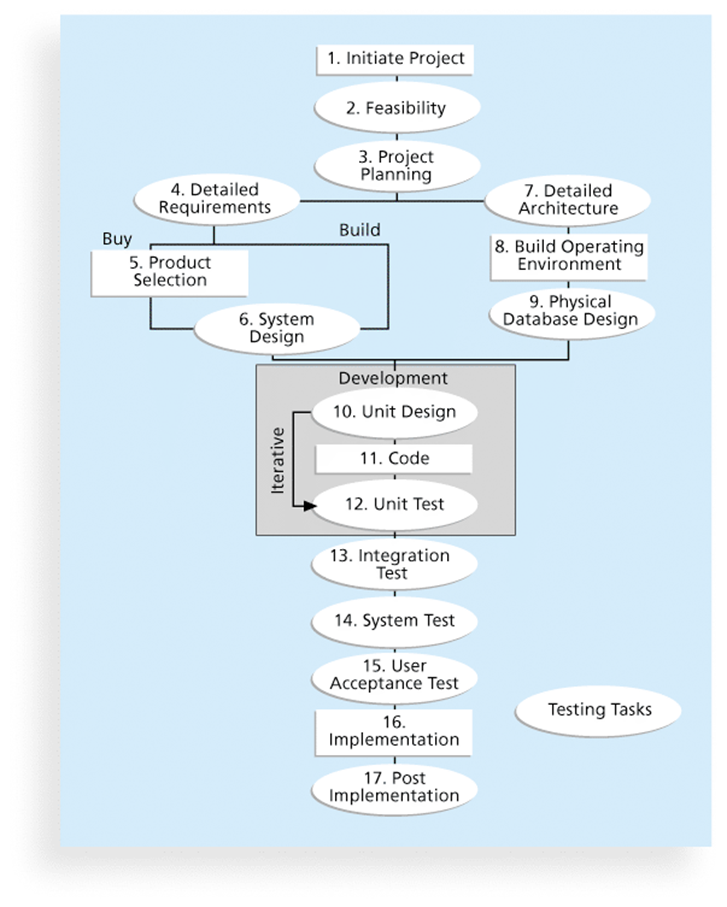 1. Initiate Project
2. Feasibility
3. Project
Planning
4. Detailed
Requirements
7. Detailed
Architecture
Buy
Build
5. Product
Selection
8. Build Operating
Environment
6. System
Design
9. Physical
Database Design
Development
10. Unit Design
Iterative
11. Code
12. Unit Test
13. Integration
Test
14. System Test
15. User
Acceptance Test
Testing Tasks
16.
Implementation
17. Post
Implementation